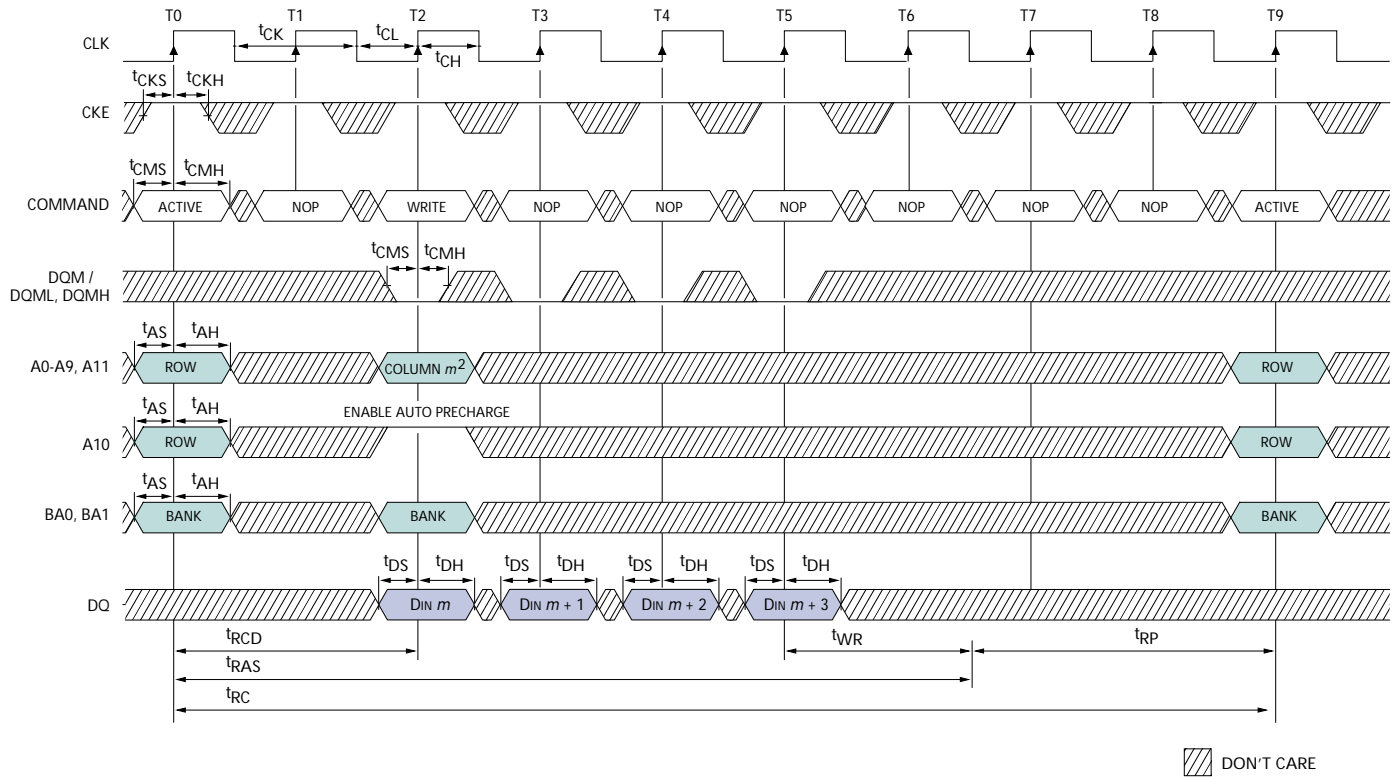 T0 T1 T2 T3 T4 T5 T6 T7 T8 T9
CLK tCK tCL tCH
tCKS tCKH
CKE
tCMS tCMH
COMMAND ACTIVE NOP WRITE NOP NOP NOP NOP NOP NOP ACTIVE
tCMS tCMH
DQM /
DQML, DQMH
tAS tAH
A0-A9, A11 ROW COLUMN m² ROW
tAS tAH ENABLE AUTO PRECHARGE
A10 ROW ROW
tAS tAH
BA0, BA1 BANK BANK BANK
tDS tDH tDS tDH tDS tDH tDS tDH
DQ DIN m DIN m + 1 DIN m + 2 DIN m + 3
tRCD tWR tRP
tRAS
tRC
DON'T CARE